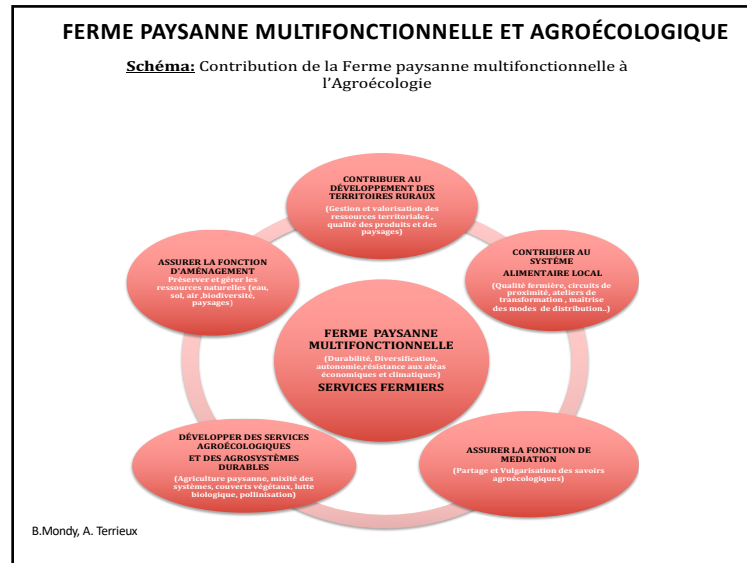 FERME PAYSANNE MULTIFONCTIONNELLE ET AGROÉCOLOGIQUE
Schéma: Contribution de la Ferme paysanne multifonctionnelle à
l’Agroécologie
CONTRIBUER AU
DÉVELOPPEMENT DES
TERRITOIRES RURAUX
(Gestion et valorisation des
ressources territoriales ,
qualité des produits et des
paysages)
CONTRIBUER AU
SYSTÉME
ALIMENTAIRE LOCAL
(Qualité fermière, circuits de
proximité, ateliers de
transformation , maîtrise
des modes de distribution..)
ASSURER LA FONCTION DE
MEDIATION
(Partage et Vulgarisation des savoirs
agroécologiques)
DÉVELOPPER DES SERVICES
AGROÉCOLOGIQUES
ET DES AGROSYSTÈMES
DURABLES
(Agriculture paysanne, mixité des
systèmes, couverts végétaux, lutte
biologique, pollinisation)
ASSURER LA FONCTION
D’AMÉNAGEMENT
Préserver et gérer les
ressources naturelles (eau,
sol, air ,biodiversité,
paysages)
FERME PAYSANNE
MULTIFONCTIONNELLE
(Durabilité, Diversification,
autonomie,résistance aux aléas
économiques et climatiques)
SERVICES FERMIERS
B.Mondy, A. Terrieux